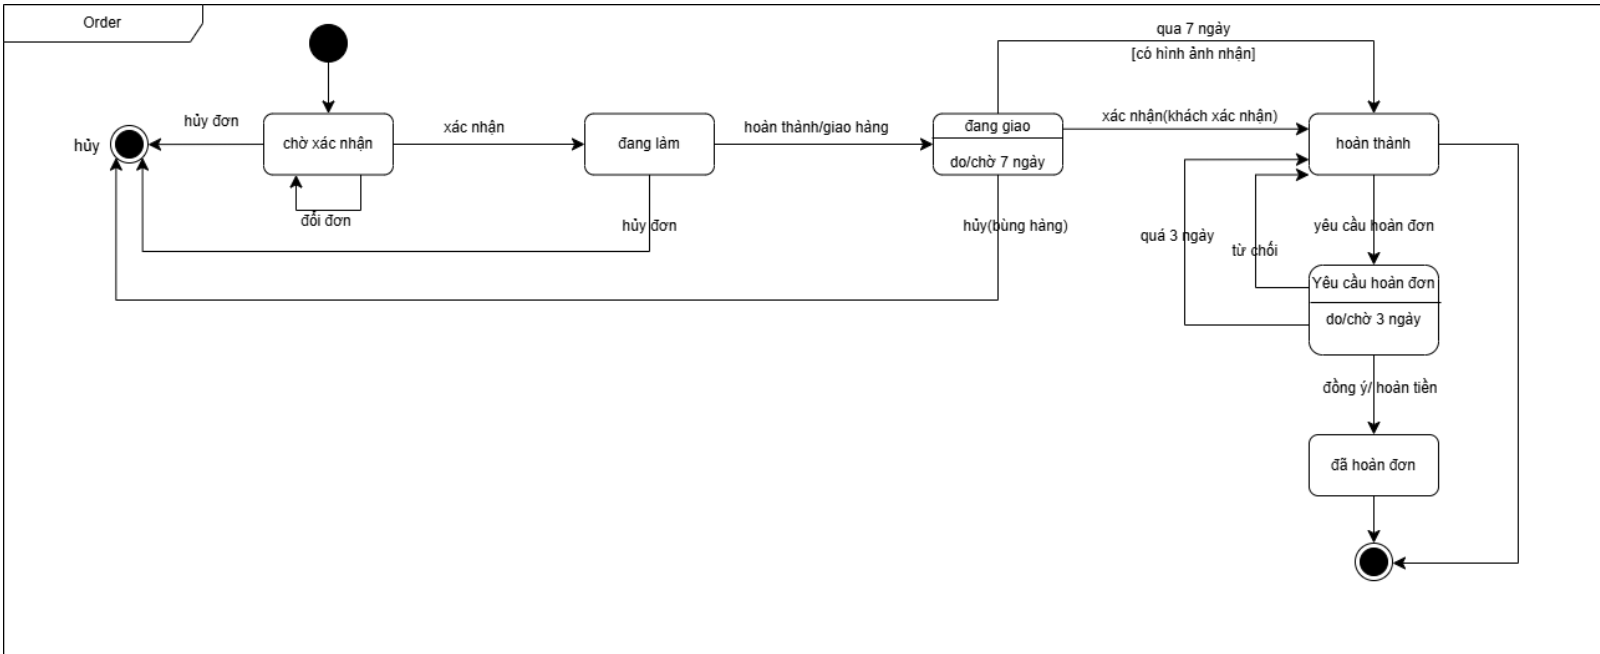 Order
qua 7 ngày
[có hình ảnh nhận]
hủy đơn
xác nhận
hoàn thành/giao hàng
đang giao
xác nhận(khách xác nhận)
hủy
chờ xác nhận
đang làm
do/chờ 7 ngày
hoàn thành
đổi đơn
hủy đơn
hủy(bùng hàng)
quá 3 ngày
từ chối
yêu cầu hoàn đơn
Yêu cầu hoàn đơn
do/chờ 3 ngày
đồng ý/ hoàn tiền
đã hoàn đơn